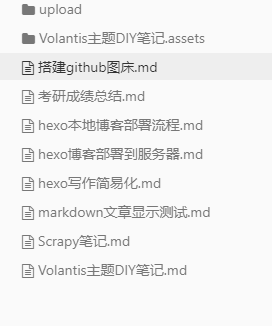 upload
Volantis主题DIY笔记.assets
搭建github图床.md
考研成绩总结.md
hexo本地博客部署流程.md
hexo博客部署到服务器.md
hexo写作简易化.md
markdown文章显示测试.md
Scrapy笔记.md
Volantis主题DIY笔记.md